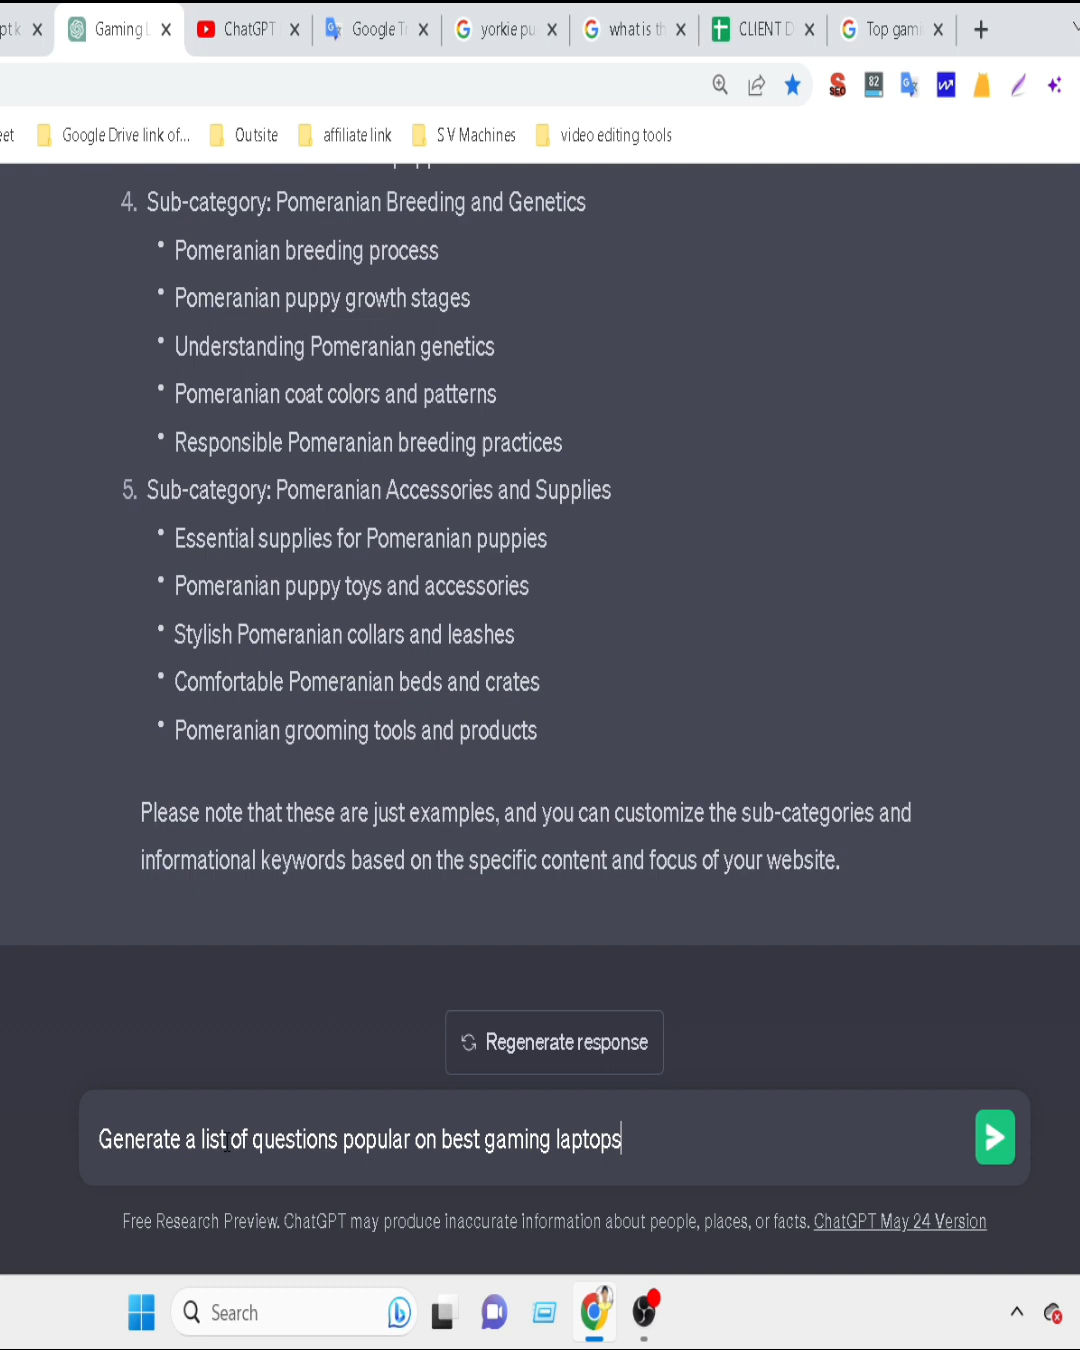 pt k
Gaming L
ChatGPT
Google Tr
yorkie pu
what is th
CLIENT D
Top gami
SEO
82
eet
Google Drive link of...
Outsite
affiliate link
S V Machines
video editing tools
4. Sub-category: Pomeranian Breeding and Genetics
• Pomeranian breeding process
• Pomeranian puppy growth stages
• Understanding Pomeranian genetics
• Pomeranian coat colors and patterns
• Responsible Pomeranian breeding practices
5. Sub-category: Pomeranian Accessories and Supplies
• Essential supplies for Pomeranian puppies
• Pomeranian puppy toys and accessories
• Stylish Pomeranian collars and leashes
• Comfortable Pomeranian beds and crates
• Pomeranian grooming tools and products
Please note that these are just examples, and you can customize the sub-categories and
informational keywords based on the specific content and focus of your website.
Regenerate response
Generate a list of questions popular on best gaming laptops
Free Research Preview. ChatGPT may produce inaccurate information about people, places, or facts. ChatGPT May 24 Version
Search